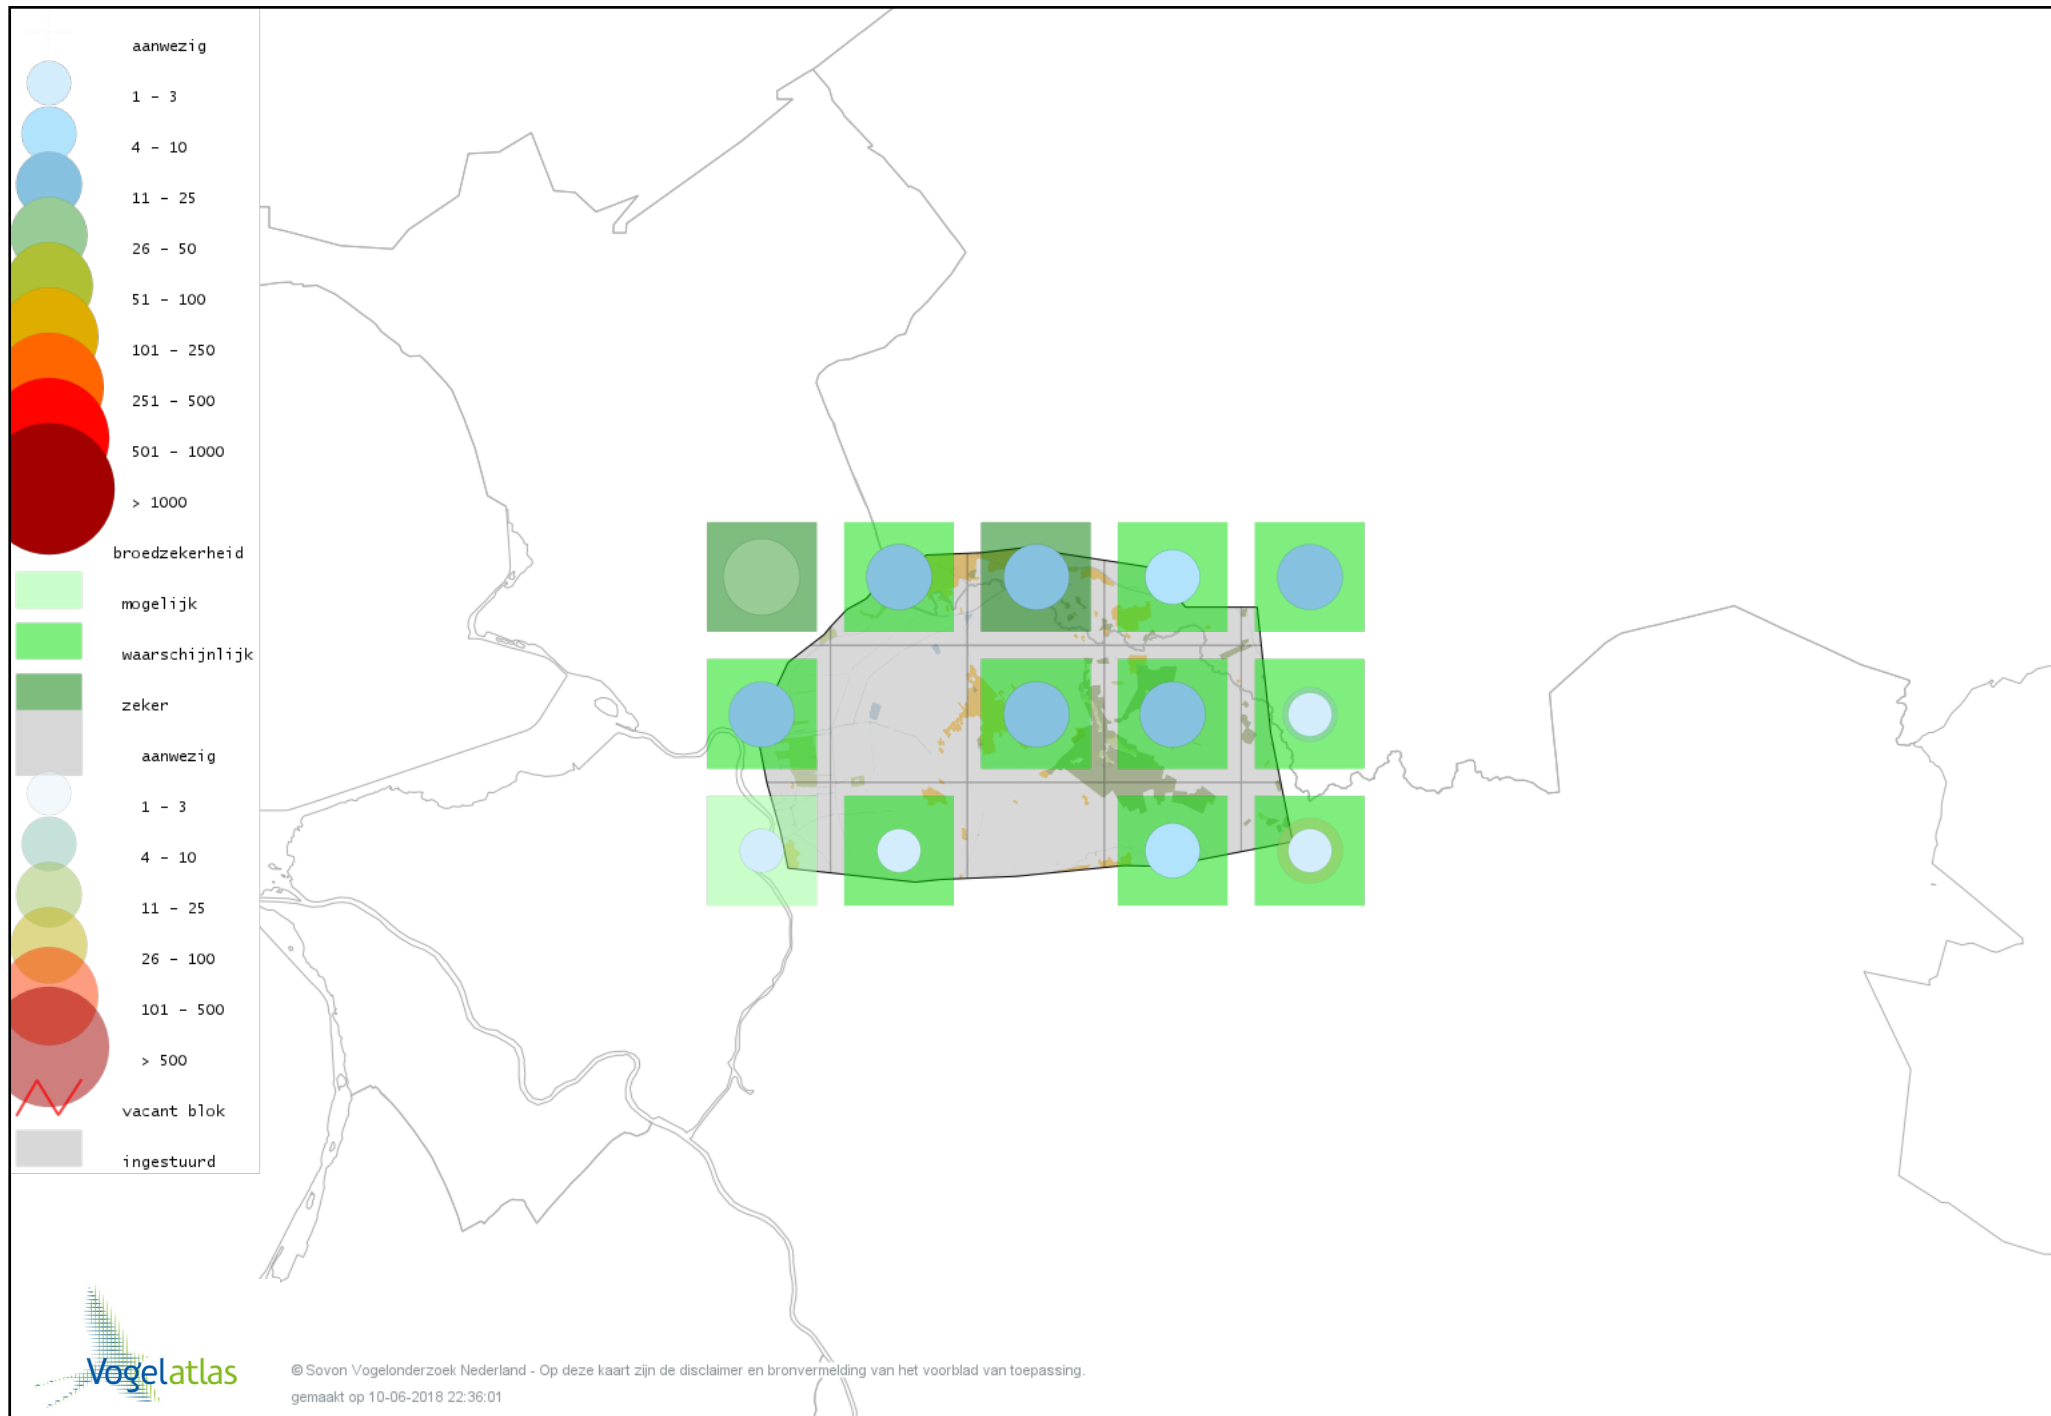 aanwezig
1 - 3
4 - 10
11 - 25
26 - 50
51 - 100
101 - 250
251 - 500
501 - 1000
> 1000
broedzekerheid
mogelijk
waarschijnlijk
zeker
aanwezig
1 - 3
4 - 10
11 - 25
26 - 100
101 - 500
> 500
vacant blok
ingestuurd
Vogelatlas
© Sovon Vogelonderzoek Nederland - Op deze kaart zijn de disclaimer en bronvermelding van het voorblad van toepassing.
gemaakt op 10-06-2018 22:36:01